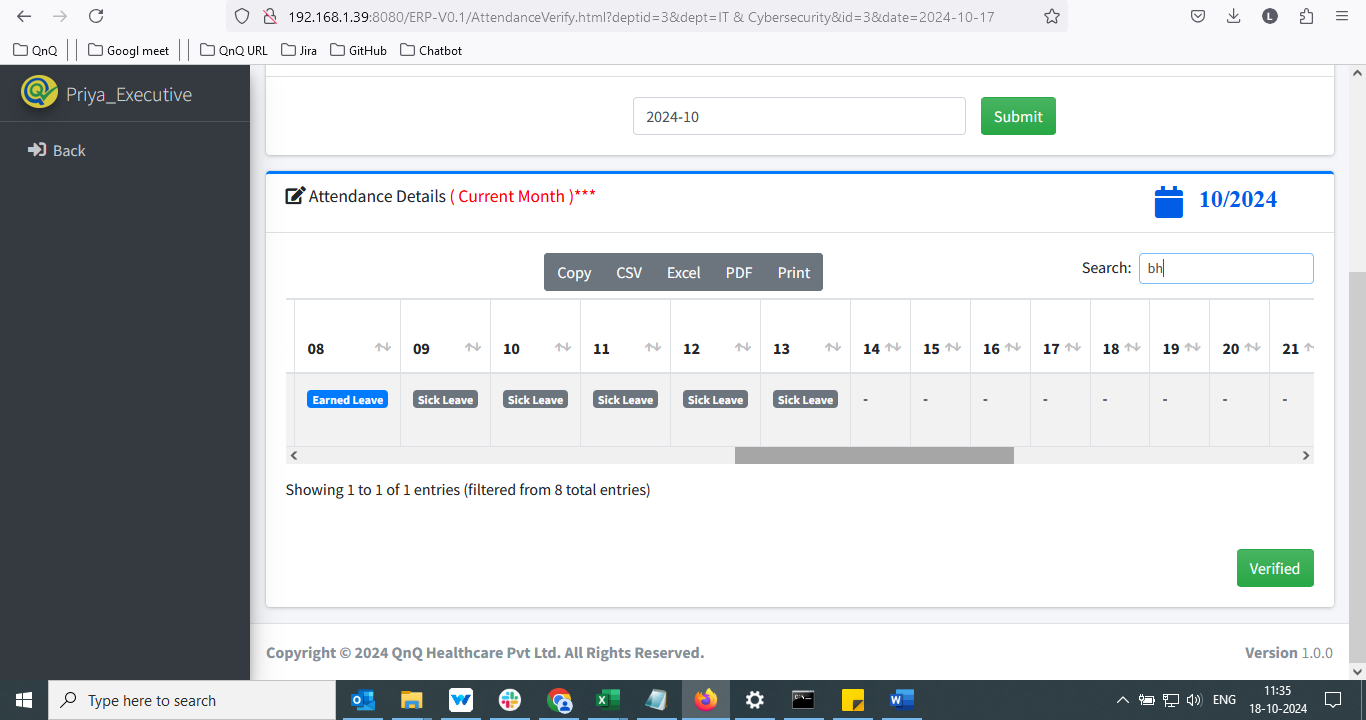 192.168.1.39:8080/ERP-V0.1/AttendanceVerify.html?deptid=3&dept=IT & Cybersecurity&id=3&date=2024-10-17
L
QnQ Googl meet QnQ URL Jira GitHub Chatbot
Priya_Executive
Back
2024-10 Submit
Attendance Details ( Current Month )*** 10/2024
Copy CSV Excel PDF Print Search: bh
08 09 10 11 12 13 14 15 16 17 18 19 20 21
Earned Leave Sick Leave Sick Leave Sick Leave Sick Leave Sick Leave - - - - - - - -
Showing 1 to 1 of 1 entries (filtered from 8 total entries)
Verified
Copyright © 2024 QnQ Healthcare Pvt Ltd. All Rights Reserved. Version 1.0.0
Type here to search ENG 11:35
18-10-2024